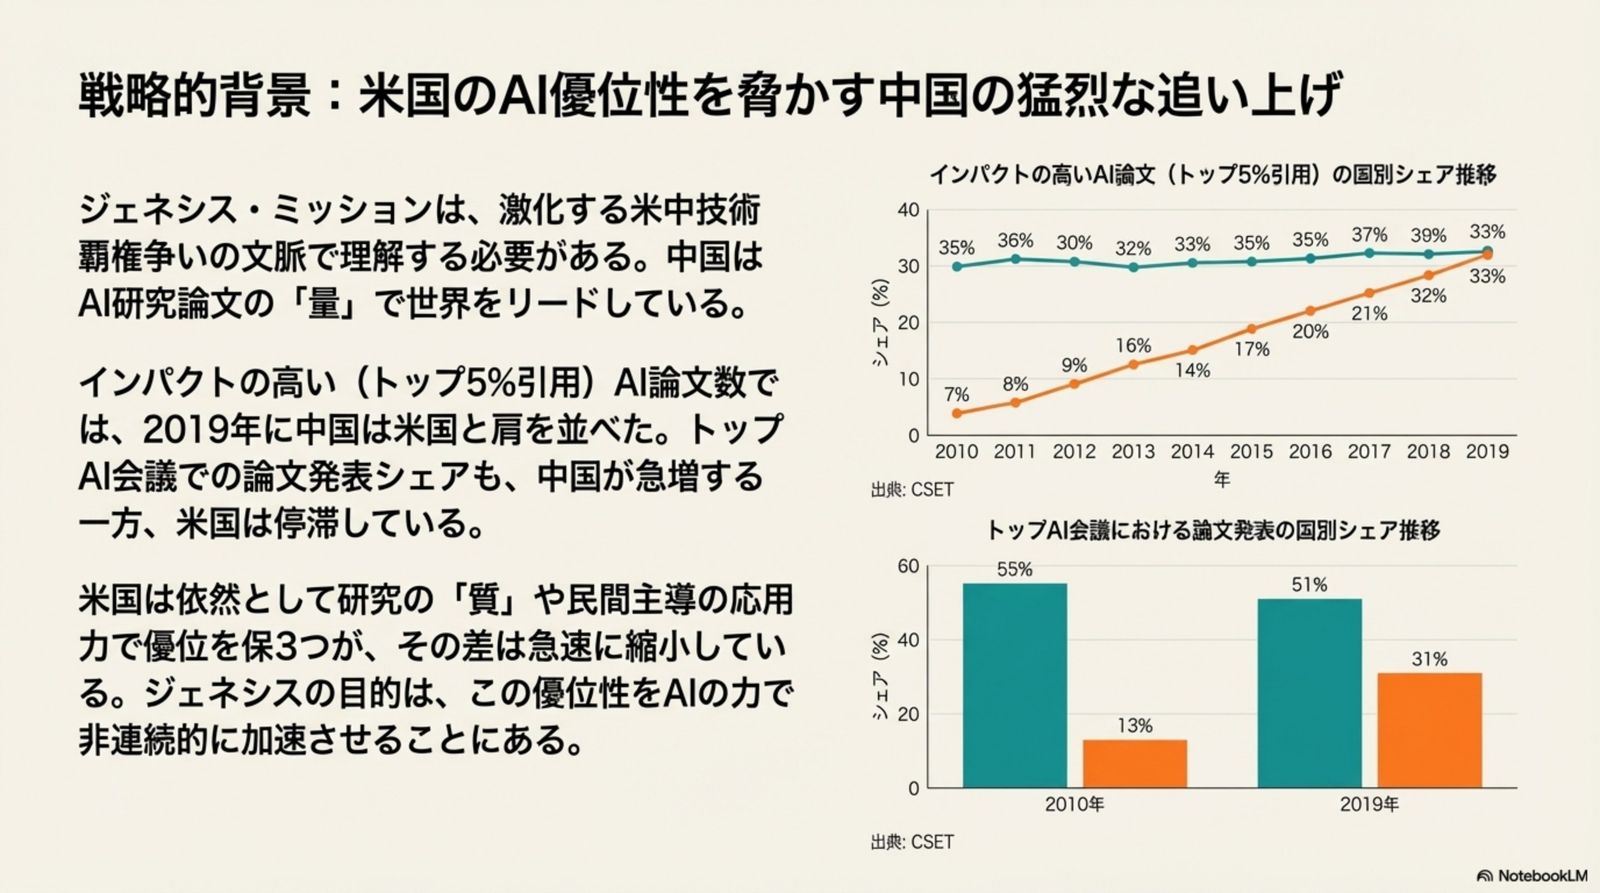 戦略的背景：米国のAI優位性を脅かす中国の猛烈な追い上げ
ジェネシス・ミッションは、激化する米中技術
覇権争いの文脈で理解する必要がある。中国は
AI研究論文の「量」で世界をリードしている。
インパクトの高い（トップ5%引用）AI論文数で
は、2019年に中国は米国と肩を並べた。トップ
AI会議での論文発表シェアも、中国が急増する
一方、米国は停滞している。
米国は依然として研究の「質」や民間主導の応用
力で優位を保3つが、その差は急速に縮小してい
る。ジェネシスの目的は、この優位性をAIの力で
非連続的に加速させることにある。
インパクトの高いAI論文（トップ5%引用）の国別シェア推移
シェア（%）
40
30
20
10
0
35% 36% 30% 32% 33% 35% 35% 37% 39% 33%
7% 8% 9% 16% 14% 17% 20% 21% 32% 33%
2010 2011 2012 2013 2014 2015 2016 2017 2018 2019
年
出典: CSET
トップAI会議における論文発表の国別シェア推移
シェア（%）
60
40
20
0
55% 13% 51% 31%
2010年 2019年
出典: CSET
NotebookLM